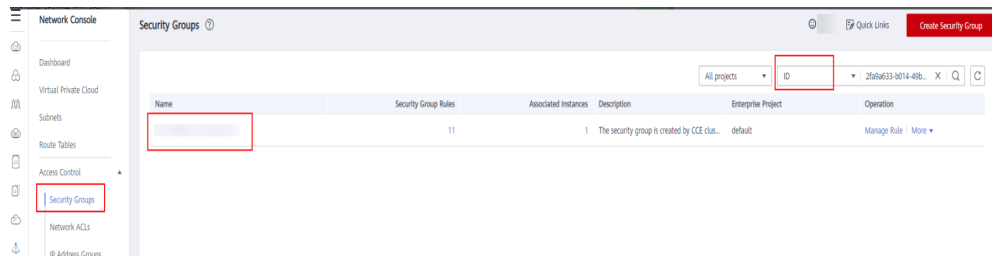 Network Console
Security Groups
Quick Links
Create Security Group
Dashboard
Virtual Private Cloud
Subnets
Route Tables
Access Control
Security Groups
Network ACLs
IP Address Groups
All projects
ID
2fa9a633-b014-49b...
Name Security Group Rules Associated Instances Description Enterprise Project Operation
11 1 The security group is created by CCE clus... default Manage Rule More